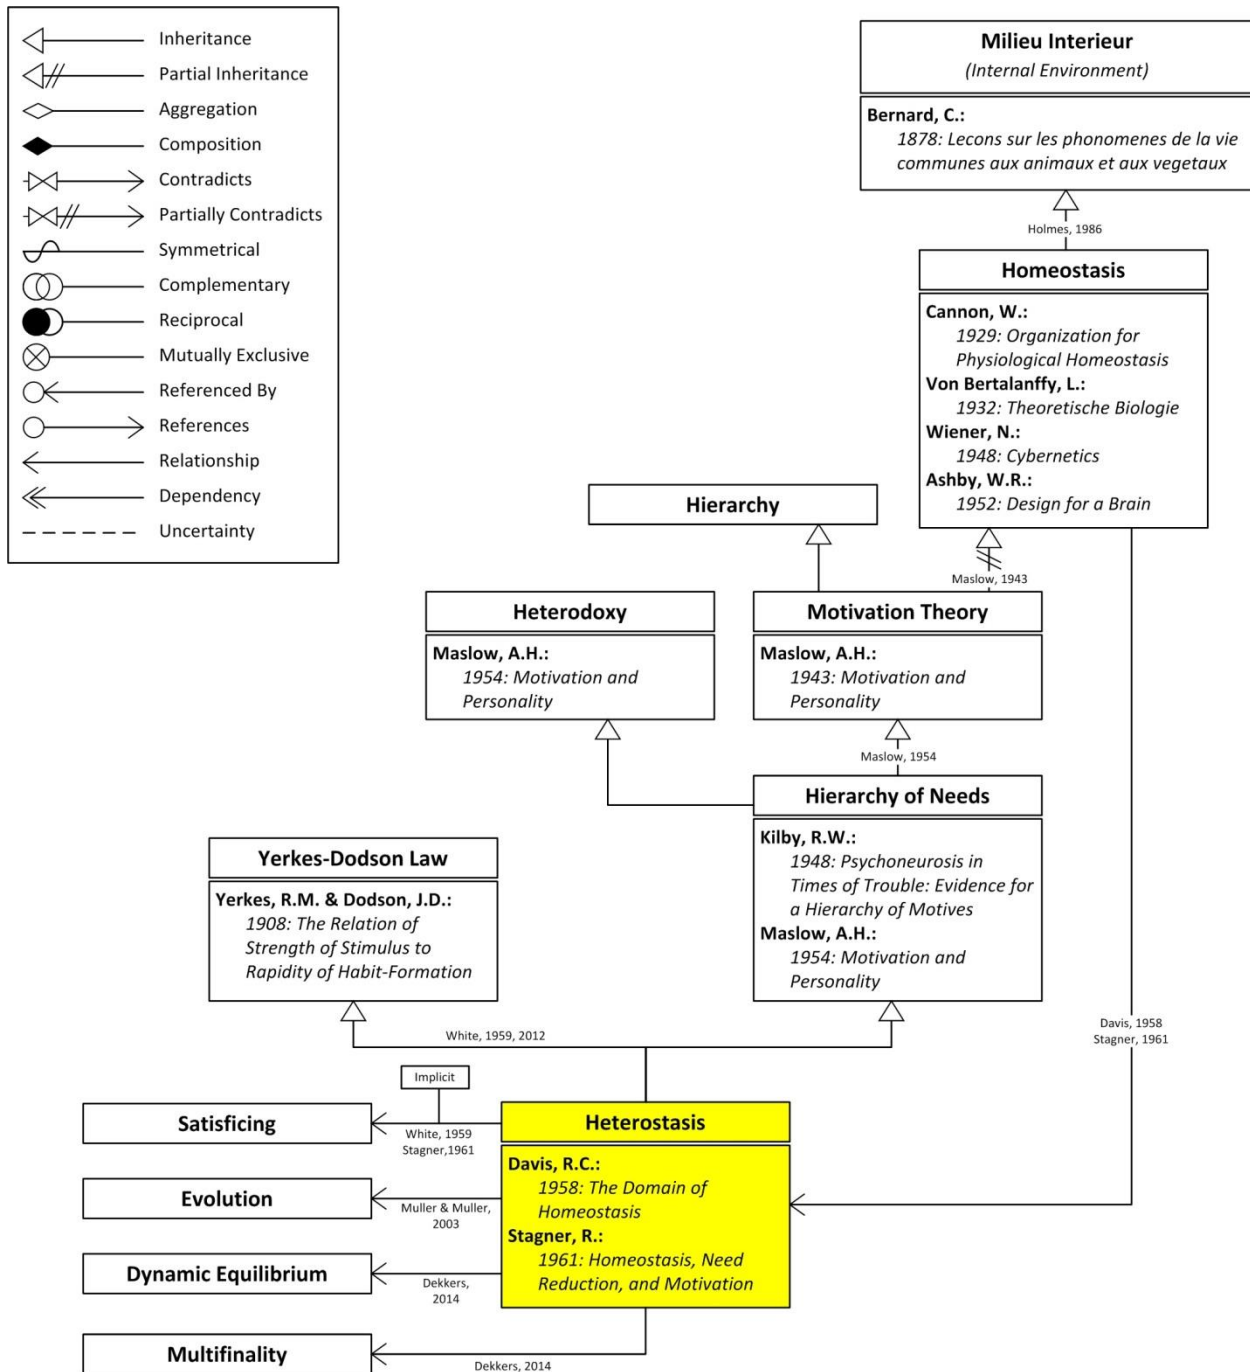 Inheritance
Partial Inheritance
Aggregation
Composition
Contradicts
Partially Contradicts
Symmetrical
Complementary
Reciprocal
Mutually Exclusive
Referenced By
References
Relationship
Dependency
Uncertainty
Milieu Interieur
(Internal Environment)
Bernard, C.:
1878: Lecons sur les phonomenes de la vie
communes aux animaux et aux vegetaux
Holmes, 1986
Homeostasis
Cannon, W.:
1929: Organization for
Physiological Homeostasis
Von Bertalanffy, L.:
1932: Theoretische Biologie
Wiener, N.:
1948: Cybernetics
Ashby, W.R.:
1952: Design for a Brain
Hierarchy
Maslow, 1943
Heterodoxy
Maslow, A.H.:
1954: Motivation and
Personality
Motivation Theory
Maslow, A.H.:
1943: Motivation and
Personality
Maslow, 1954
Hierarchy of Needs
Kilby, R.W.:
1948: Psychoneurosis in
Times of Trouble: Evidence for
a Hierarchy of Motives
Maslow, A.H.:
1954: Motivation and
Personality
Yerkes-Dodson Law
Yerkes, R.M. & Dodson, J.D.:
1908: The Relation of
Strength of Stimulus to
Rapidity of Habit-Formation
White, 1959, 2012
Davis, 1958
Stagner, 1961
Implicit
Satisficing
White, 1959
Stagner,1961
Heterostasis
Davis, R.C.:
1958: The Domain of
Homeostasis
Stagner, R.:
1961: Homeostasis, Need
Reduction, and Motivation
Evolution
Muller & Muller,
2003
Dynamic Equilibrium
Dekkers,
2014
Multifinality
Dekkers, 2014